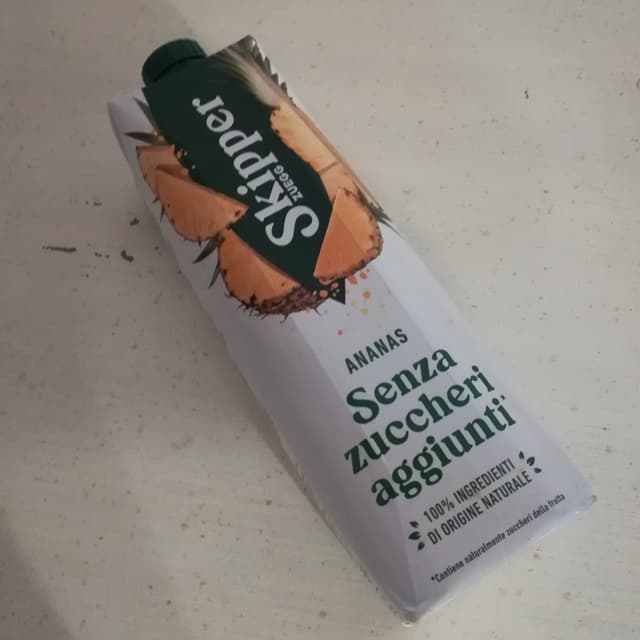 Skipper
ZUEGG
ANANAS
Senza
zuccheri
aggiunti*
100% INGREDIENTI
DI ORIGINE NATURALE
*Contiene naturalmente zuccheri della frutta